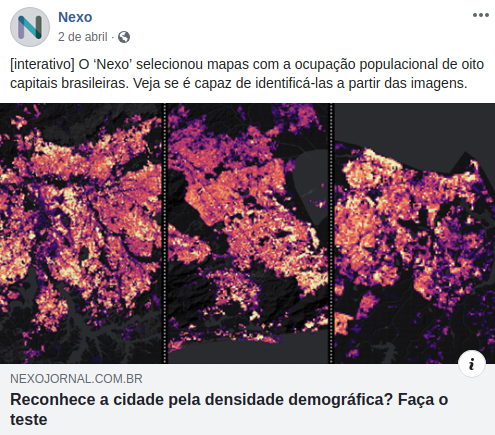 Nexo
2 de abril ·
[interativo] O ‘Nexo’ selecionou mapas com a ocupação populacional de oito
capitais brasileiras. Veja se é capaz de identificá-las a partir das imagens.
NEXOJORNAL.COM.BR
Reconhece a cidade pela densidade demográfica? Faça o
teste